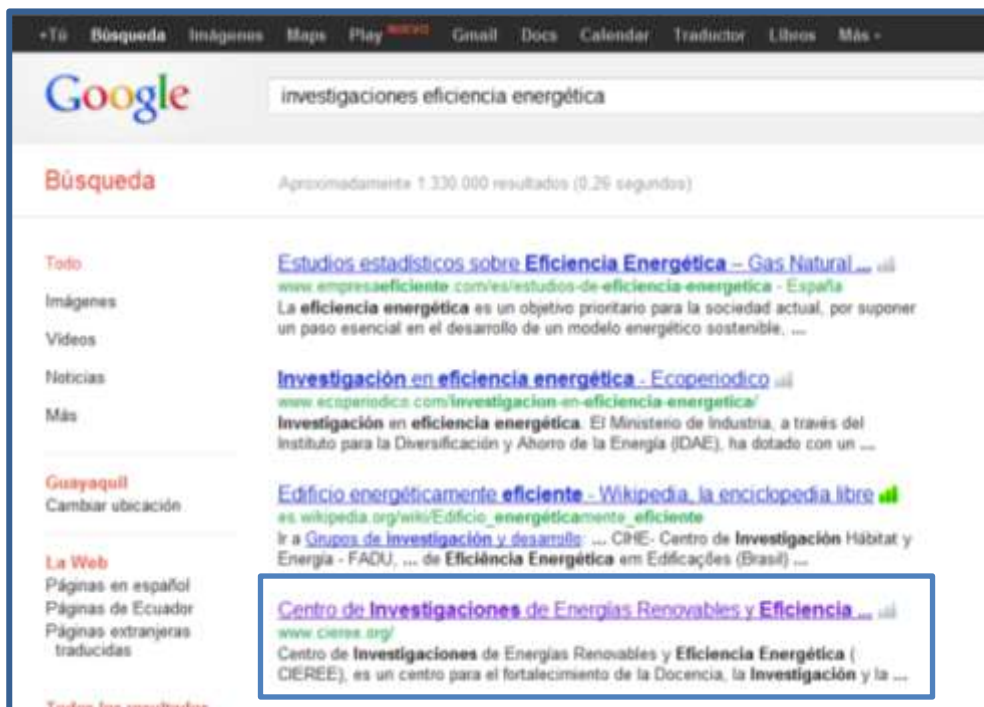 +Tú Búsqueda Imágenes Maps Play NUEVO Gmail Docs Calendar Traductor Libros Más
Google
investigaciones eficiencia energética
Búsqueda
Aproximadamente 1.330.000 resultados (0,26 segundos)
Todo
Imágenes
Videos
Noticias
Más
Guayaquil
Cambiar ubicación
La Web
Páginas en español
Páginas de Ecuador
Páginas extranjeras
traducidas
Todos los resultados
Estudios estadísticos sobre Eficiencia Energética – Gas Natural ...
www.empresaeficiente.com/es/estudios-de-eficiencia-energetica - España
La eficiencia energética es un objetivo prioritario para la sociedad actual, por suponer
un paso esencial en el desarrollo de un modelo energético sostenible, ...
Investigación en eficiencia energética - Ecoperiodico
www.ecoperiodico.com/investigacion-en-eficiencia-energetica/
Investigación en eficiencia energética. El Ministerio de Industria, a través del
Instituto para la Diversificación y Ahorro de la Energía (IDAE), ha dotado con un ...
Edificio energéticamente eficiente - Wikipedia, la enciclopedia libre
es.wikipedia.org/wiki/Edificio_energéticamente_eficiente
Ir a Grupos de investigación y desarrollo: ... CIHE- Centro de Investigación Hábitat y
Energía - FADU, ... de Eficiência Energética em Edificações (Brasil) ...
Centro de Investigaciones de Energías Renovables y Eficiencia ...
www.cieree.org/
Centro de Investigaciones de Energías Renovables y Eficiencia Energética (
CIEREE), es un centro para el fortalecimiento de la Docencia, la Investigación y la ...